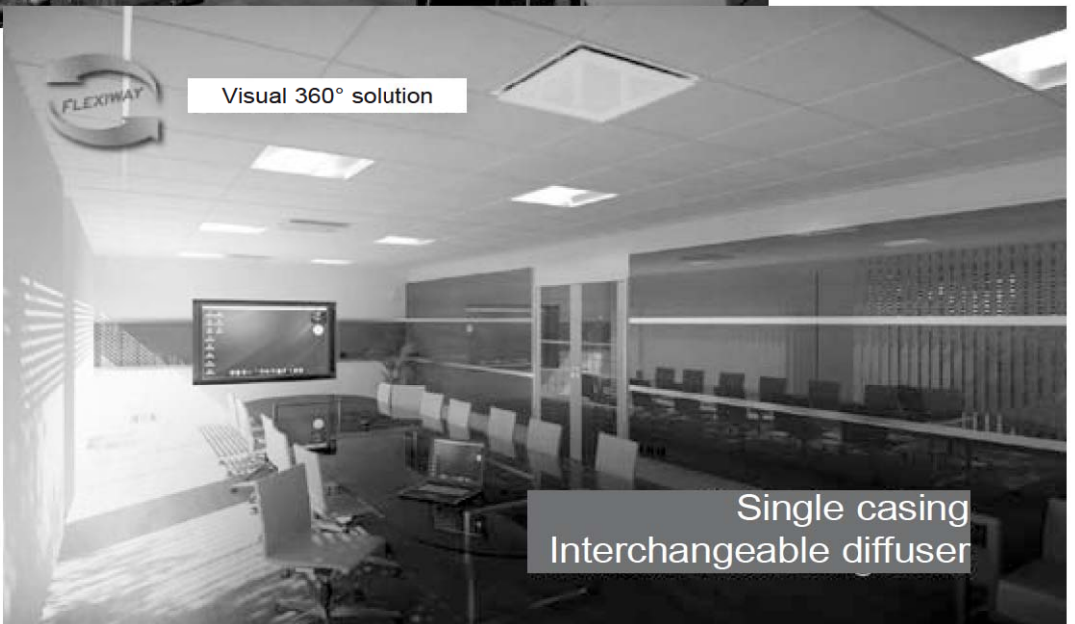 FLEXIWAY
Visual 360° solution
Single casing
Interchangeable diffuser